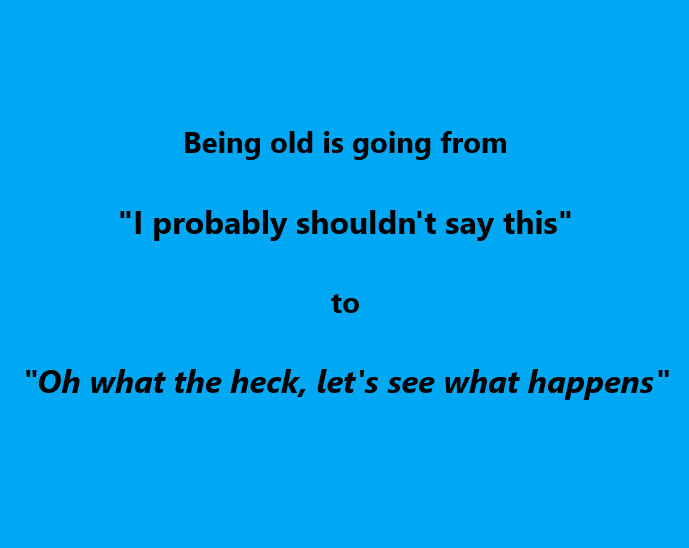 Being old is going from
"I probably shouldn't say this"
to
"Oh what the heck, let's see what happens"